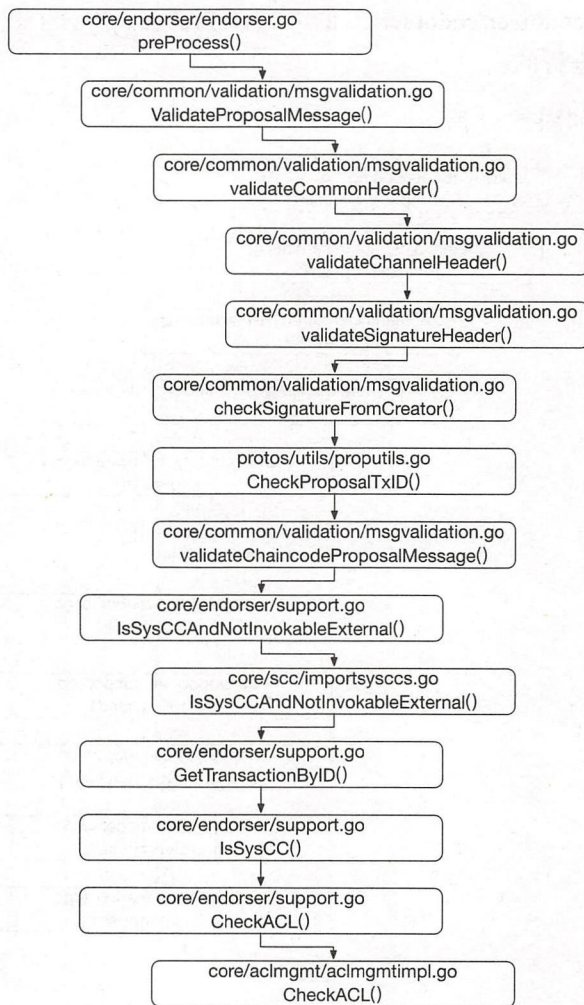 core/endorser/endorser.go
preProcess()
core/common/validation/msgvalidation.go
ValidateProposalMessage()
core/common/validation/msgvalidation.go
validateCommonHeader()
core/common/validation/msgvalidation.go
validateChannelHeader()
core/common/validation/msgvalidation.go
validateSignatureHeader()
core/common/validation/msgvalidation.go
checkSignatureFromCreator()
protos/utils/proputils.go
CheckProposalTxID()
core/common/validation/msgvalidation.go
validateChaincodeProposalMessage()
core/endorser/support.go
IsSysCCAndNotInvokableExternal()
core/scc/importsysccs.go
IsSysCCAndNotInvokableExternal()
core/endorser/support.go
GetTransactionByID()
core/endorser/support.go
IsSysCC()
core/endorser/support.go
CheckACL()
core/aclmgmt/aclmgmtimpl.go
CheckACL()